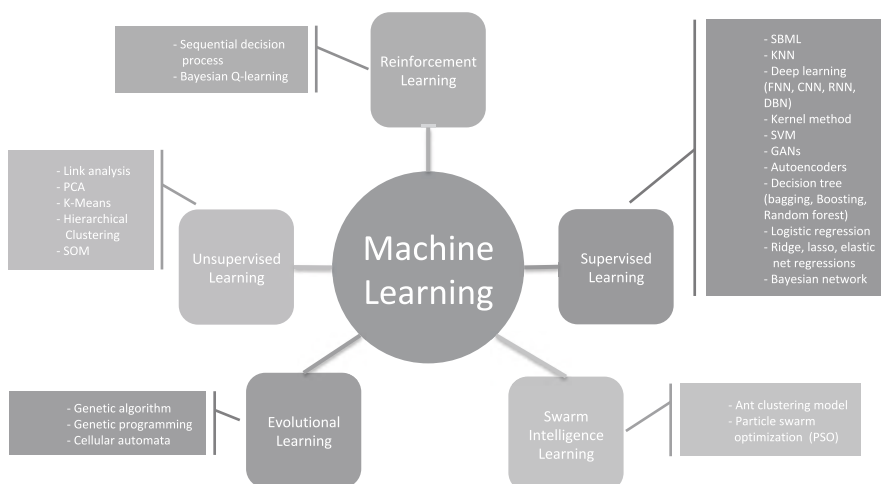 - Sequential decision
process
- Bayesian Q-learning
Reinforcement
Learning
- SBML
- KNN
- Deep learning
(FNN, CNN, RNN,
DBN)
- Kernel method
- SVM
- GANs
- Autoencoders
- Decision tree
(bagging, Boosting,
Random forest)
- Logistic regression
- Ridge, lasso, elastic
net regressions
- Bayesian network
- Link analysis
- PCA
- K-Means
- Hierarchical
Clustering
- SOM
Unsupervised
Learning
Machine
Learning
Supervised
Learning
- Genetic algorithm
- Genetic programming
- Cellular automata
Evolutional
Learning
Swarm
Intelligence
Learning
- Ant clustering model
- Particle swarm
optimization (PSO)